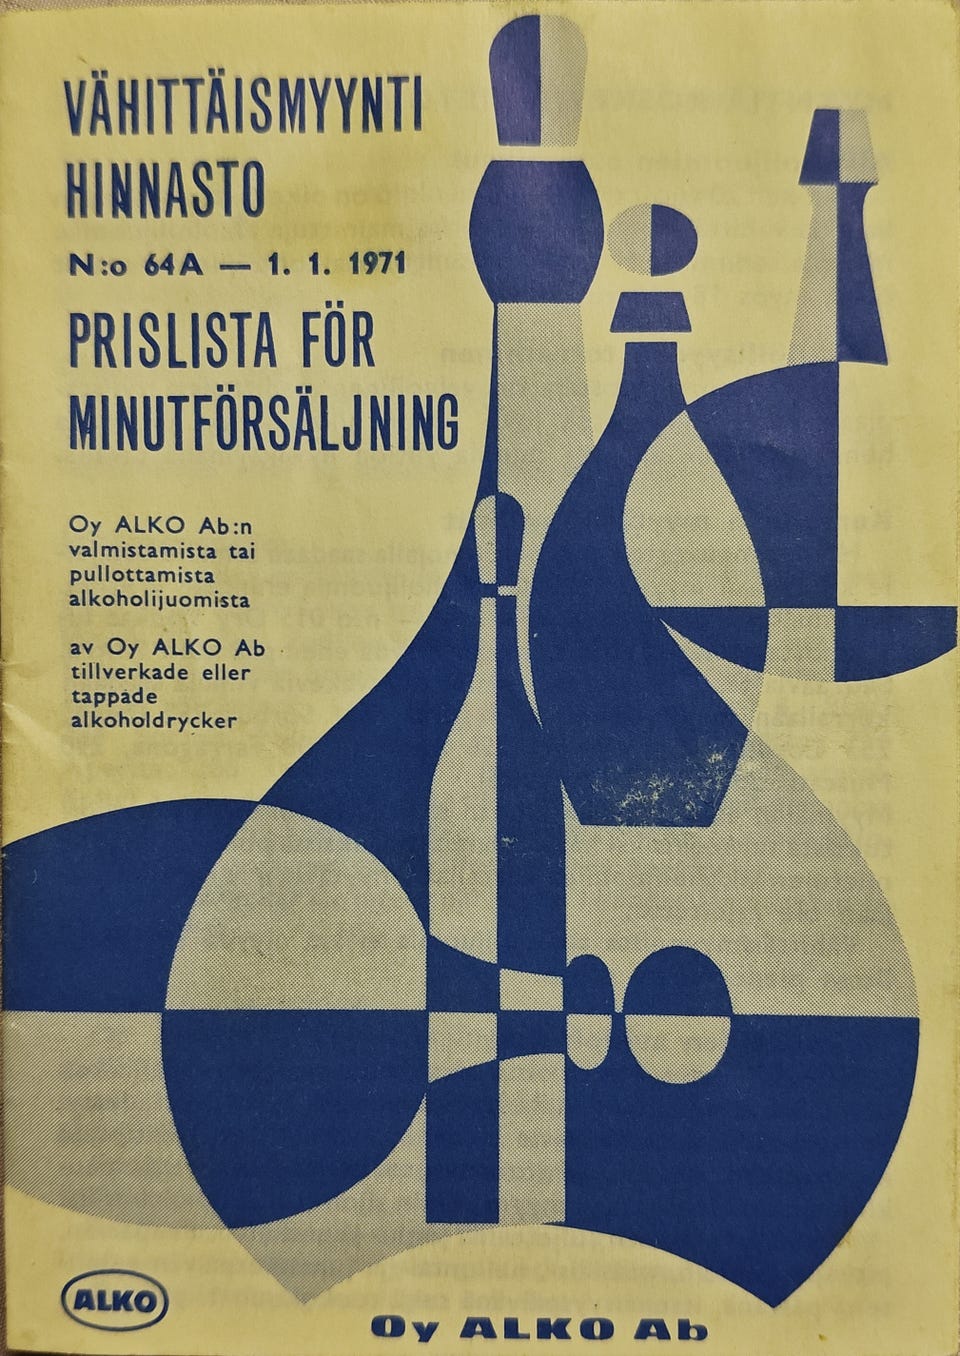 VÄHITTÄISMYYNTI
HINNASTO
N:o 64A — 1. 1. 1971
PRISLISTA FÖR
MINUTFÖRSÄLJNING
Oy ALKO Ab:n
valmistamista tai
pullottamista
alkoholijuomista
av Oy ALKO Ab
tillverkade eller
tappade
alkoholdrycker
ALKO
Oy ALKO Ab